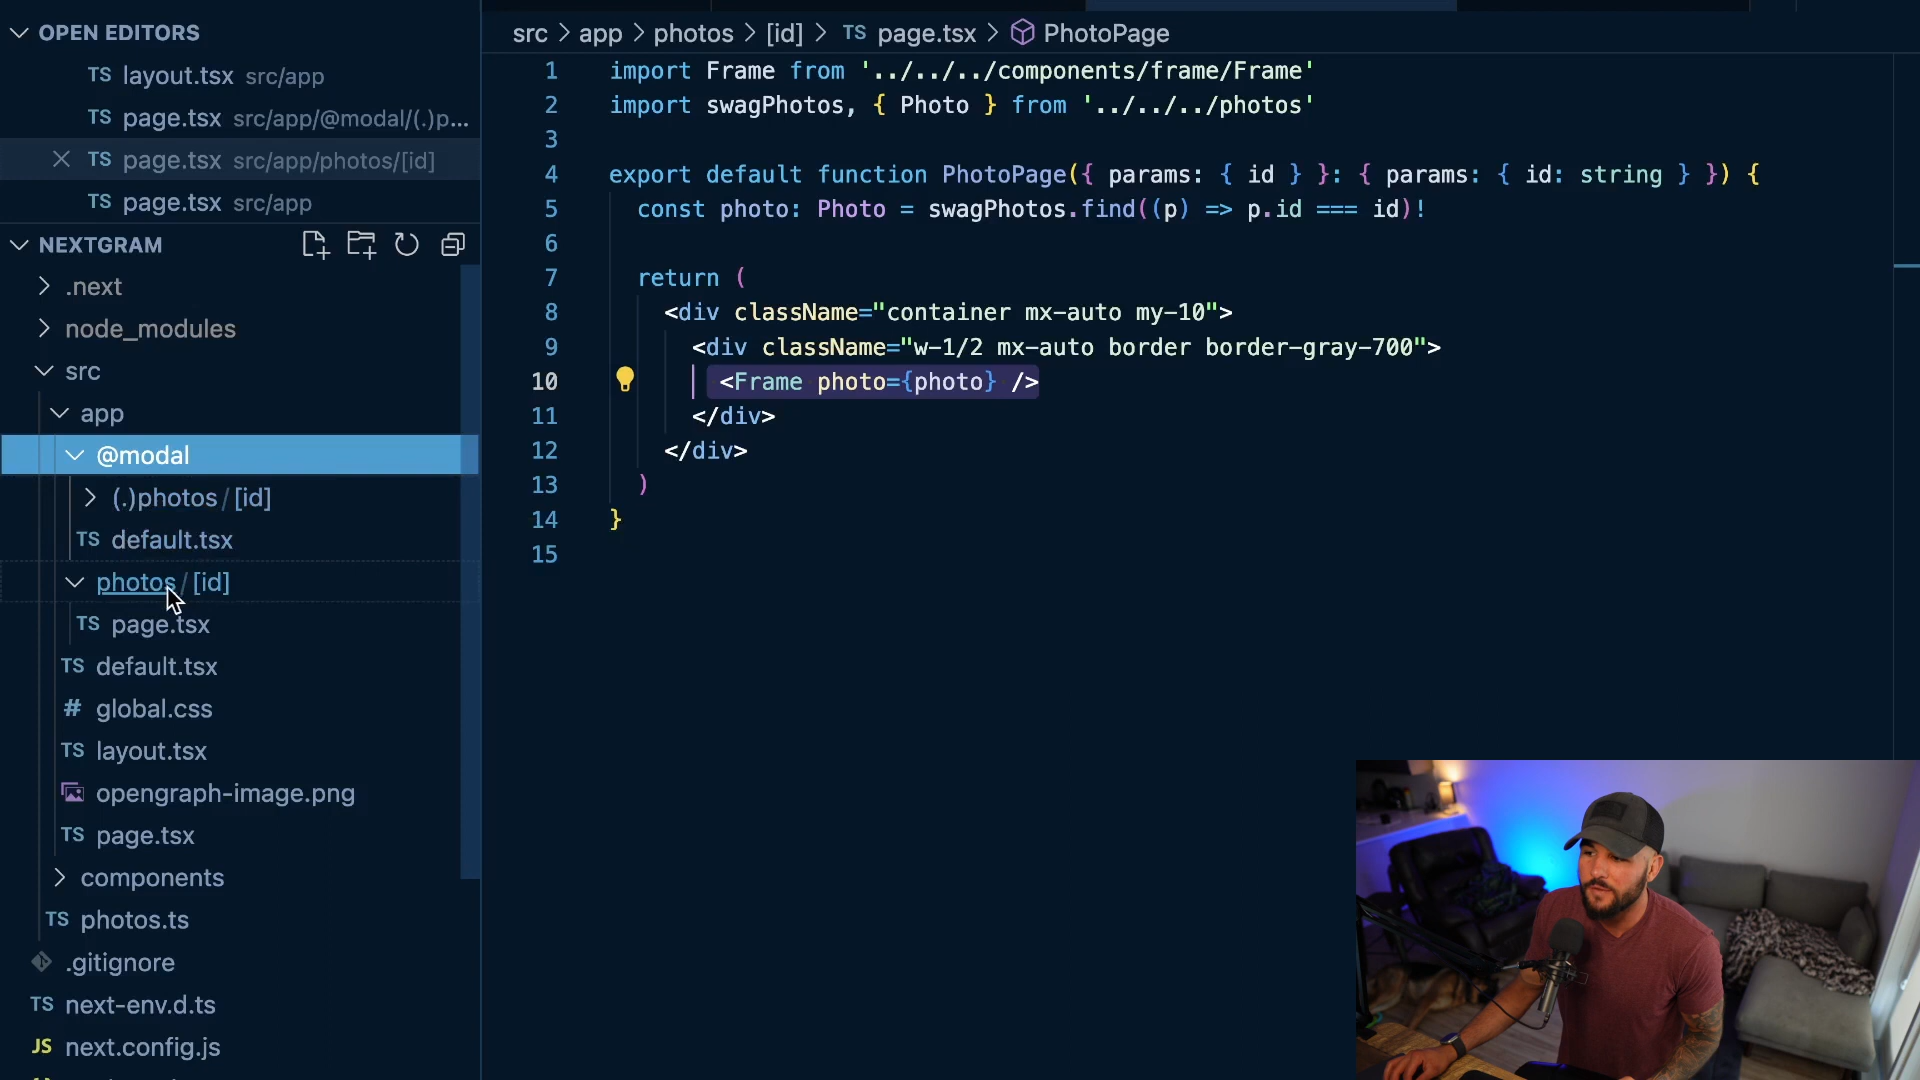 OPEN EDITORS
TS layout.tsx src/app
TS page.tsx src/app/@modal/(.)p...
TS page.tsx src/app/photos/[id]
TS page.tsx src/app
NEXTGRAM
.next
node_modules
src
app
@modal
(.)photos/[id]
TS default.tsx
photos/[id]
TS page.tsx
TS default.tsx
# global.css
TS layout.tsx
opengraph-image.png
TS page.tsx
components
TS photos.ts
.gitignore
TS next-env.d.ts
JS next.config.js
src > app > photos > [id] > TS page.tsx > PhotoPage
1 import Frame from '../../../components/frame/Frame'
2 import swagPhotos, { Photo } from '../../../photos'
3
4 export default function PhotoPage({ params: { id } }: { params: { id: string } }) {
5 const photo: Photo = swagPhotos.find((p) => p.id === id)!
6
7 return (
8 <div className="container mx-auto my-10">
9 <div className="w-1/2 mx-auto border border-gray-700">
10 <Frame photo={photo} />
11 </div>
12 </div>
13 )
14 }
15